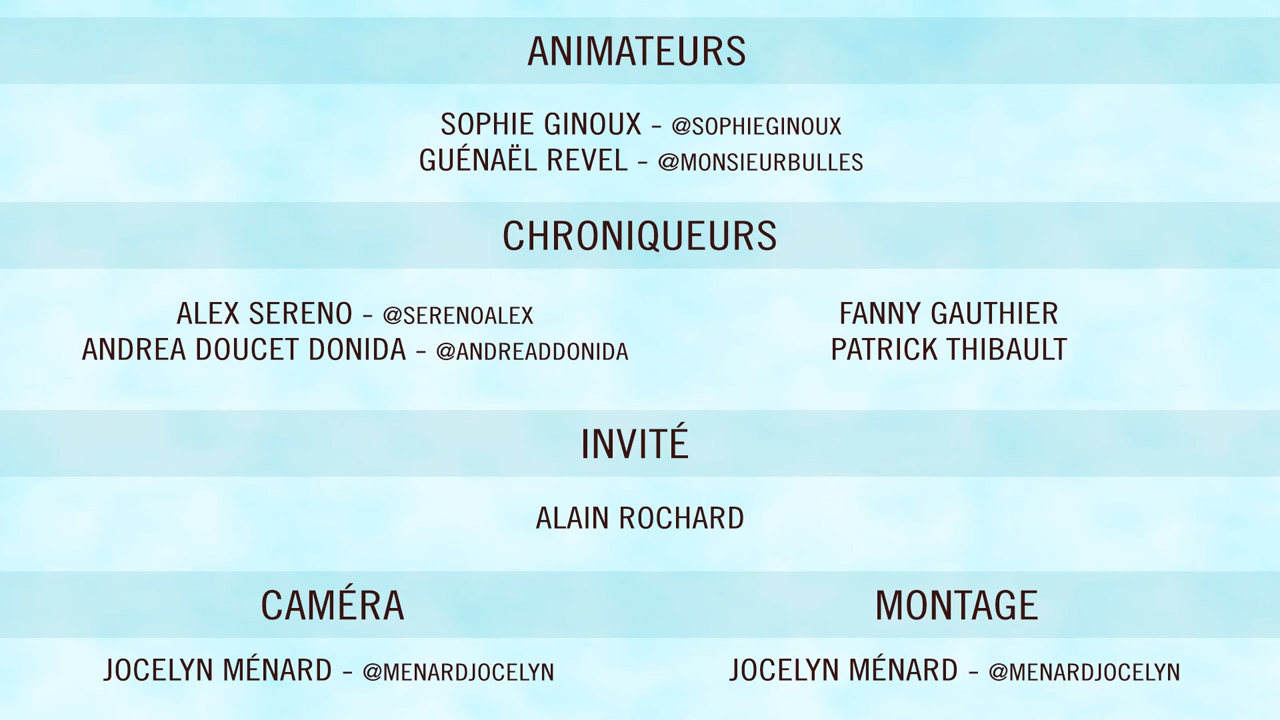 ANIMATEURS
SOPHIE GINOUX - @SOPHIEGINOUX
GUÉNAËL REVEL - @MONSIEURBULLES
CHRONIQUEURS
ALEX SERENO - @SERENOALEX
ANDREA DOUCET DONIDA - @ANDREADDONIDA
FANNY GAUTHIER
PATRICK THIBAULT
INVITÉ
ALAIN ROCHARD
CAMÉRA
JOCELYN MÉNARD - @MENARDJOCELYN
MONTAGE
JOCELYN MÉNARD - @MENARDJOCELYN